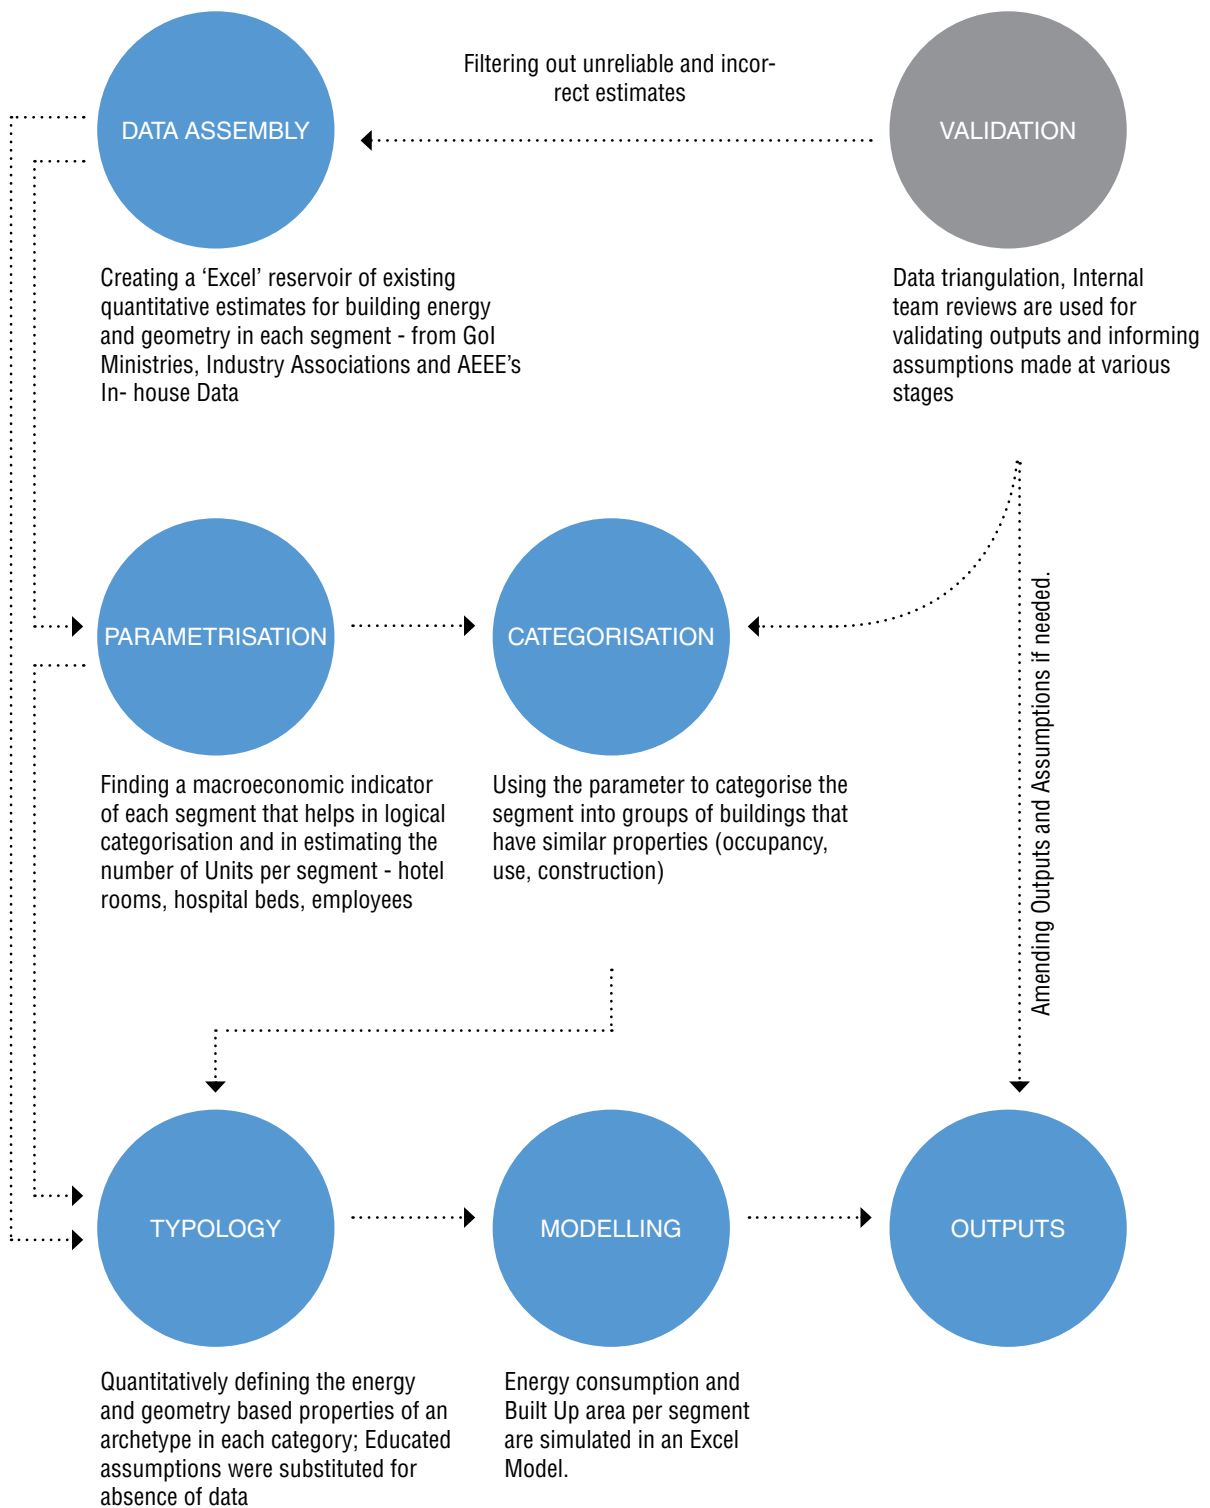 Filtering out unreliable and incor-
rect estimates
DATA ASSEMBLY
VALIDATION
Creating a ‘Excel’ reservoir of existing
quantitative estimates for building energy
and geometry in each segment - from GoI
Ministries, Industry Associations and AEEE’s
In- house Data
Data triangulation, Internal
team reviews are used for
validating outputs and informing
assumptions made at various
stages
PARAMETRISATION
CATEGORISATION
Amending Outputs and Assumptions if needed.
Finding a macroeconomic indicator
of each segment that helps in logical
categorisation and in estimating the
number of Units per segment - hotel
rooms, hospital beds, employees
Using the parameter to categorise the
segment into groups of buildings that
have similar properties (occupancy,
use, construction)
TYPOLOGY
MODELLING
OUTPUTS
Quantitatively defining the energy
and geometry based properties of an
archetype in each category; Educated
assumptions were substituted for
absence of data
Energy consumption and
Built Up area per segment
are simulated in an Excel
Model.